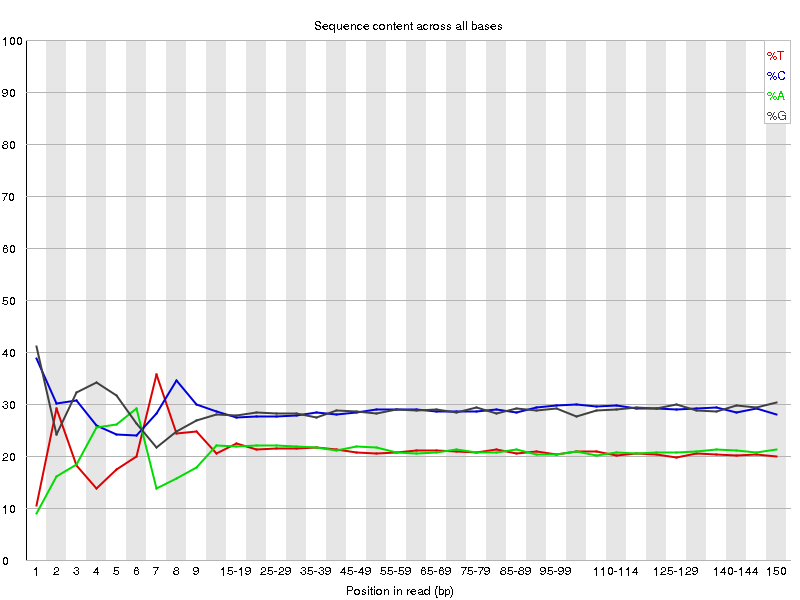 Sequence content across all bases
100
90
80
70
60
50
40
30
20
10
0
%T
%C
%A
%G
1 2 3 4 5 6 7 8 9 15-19 25-29 35-39 45-49 55-59 65-69 75-79 85-89 95-99 110-114 125-129 140-144 150
Position in read (bp)